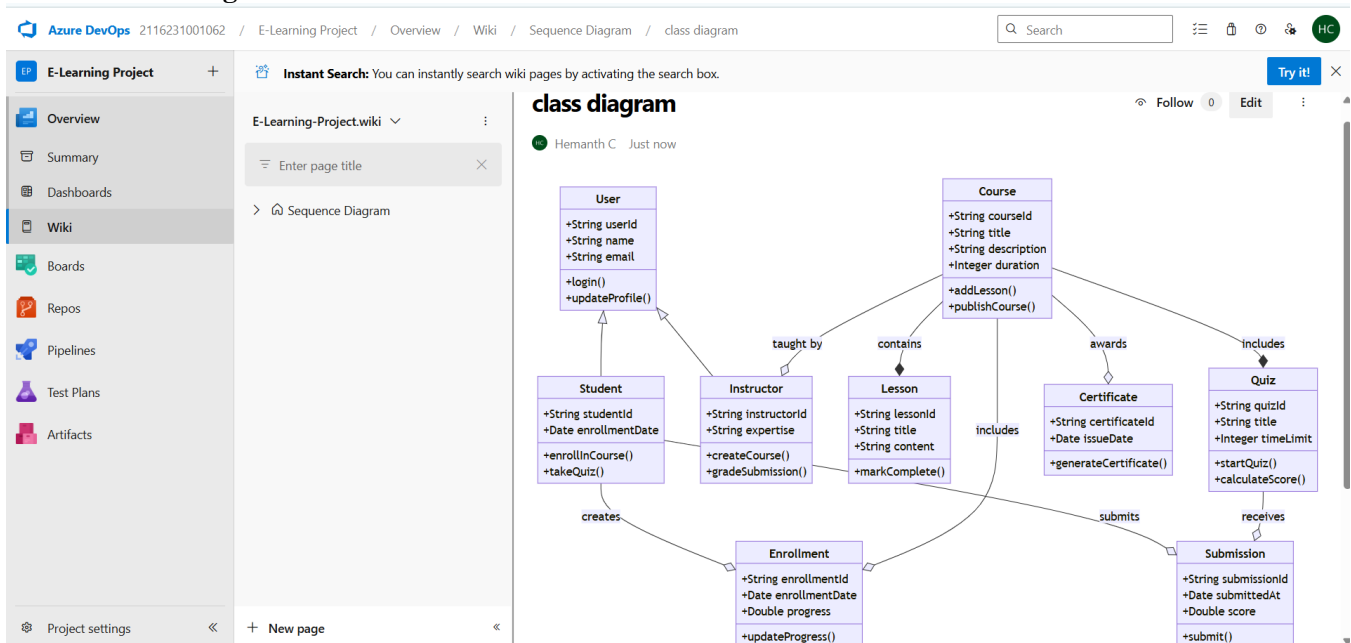 Azure DevOps 2116231001062 / E-Learning Project / Overview / Wiki / Sequence Diagram / class diagram
Search
HC
EP E-Learning Project +
Overview
Summary
Dashboards
Wiki
Boards
Repos
Pipelines
Test Plans
Artifacts
Project settings
Instant Search: You can instantly search wiki pages by activating the search box.
Try it!
E-Learning-Project.wiki
Enter page title
Sequence Diagram
+ New page
class diagram
Follow 0 Edit
HC Hemanth C Just now
User
+String userId
+String name
+String email
+login()
+updateProfile()
Course
+String courseId
+String title
+String description
+Integer duration
+addLesson()
+publishCourse()
taught by
contains
awards
includes
Student
+String studentId
+Date enrollmentDate
+enrollInCourse()
+takeQuiz()
Instructor
+String instructorId
+String expertise
+createCourse()
+gradeSubmission()
Lesson
+String lessonId
+String title
+String content
+markComplete()
includes
Certificate
+String certificateId
+Date issueDate
+generateCertificate()
Quiz
+String quizId
+String title
+Integer timeLimit
+startQuiz()
+calculateScore()
creates
submits
receives
Enrollment
+String enrollmentId
+Date enrollmentDate
+Double progress
+updateProgress()
Submission
+String submissionId
+Date submittedAt
+Double score
+submit()